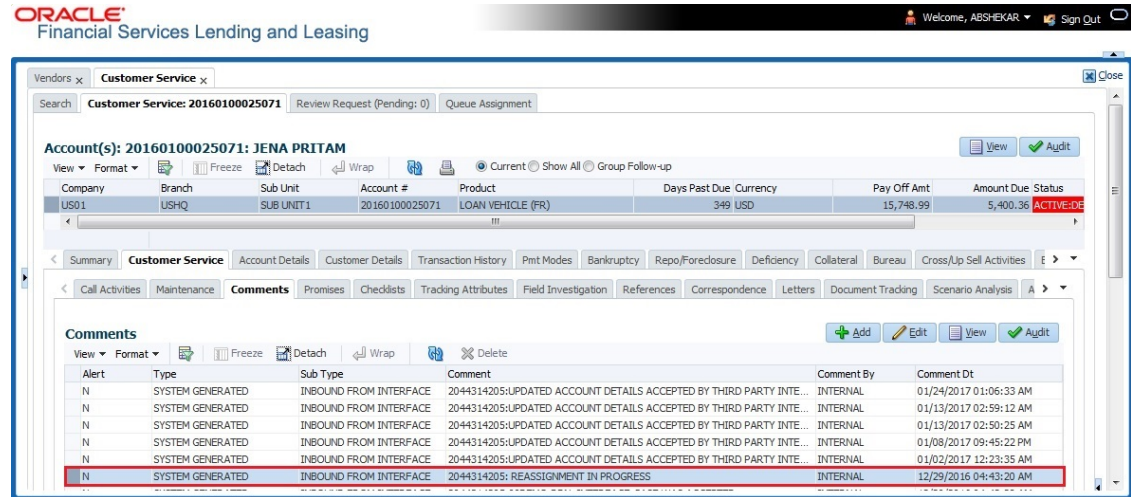 ORACLE®
Financial Services Lending and Leasing
Welcome, ABSHEKAR Sign Out
Vendors x Customer Service x Close
Search Customer Service: 20160100025071 Review Request (Pending: 0) Queue Assignment
Account(s): 20160100025071: JENA PRITAM View Audit
View Format Freeze Detach Wrap Current Show All Group Follow-up
Company Branch Sub Unit Account # Product Days Past Due Currency Pay Off Amt Amount Due Status
US01 USHQ SUB UNIT1 20160100025071 LOAN VEHICLE (FR) 349 USD 15,748.99 5,400.36 ACTIVE:DE
Summary Customer Service Account Details Customer Details Transaction History Pmt Modes Bankruptcy Repo/Foreclosure Deficiency Collateral Bureau Cross/Up Sell Activities
Call Activities Maintenance Comments Promises Checklists Tracking Attributes Field Investigation References Correspondence Letters Document Tracking Scenario Analysis A
Comments Add Edit View Audit
View Format Freeze Detach Wrap Delete
Alert Type Sub Type Comment Comment By Comment Dt
N SYSTEM GENERATED INBOUND FROM INTERFACE 2044314205:UPDATED ACCOUNT DETAILS ACCEPTED BY THIRD PARTY INTE... INTERNAL 01/24/2017 01:06:33 AM
N SYSTEM GENERATED INBOUND FROM INTERFACE 2044314205:UPDATED ACCOUNT DETAILS ACCEPTED BY THIRD PARTY INTE... INTERNAL 01/13/2017 02:59:12 AM
N SYSTEM GENERATED INBOUND FROM INTERFACE 2044314205:UPDATED ACCOUNT DETAILS ACCEPTED BY THIRD PARTY INTE... INTERNAL 01/13/2017 02:50:25 AM
N SYSTEM GENERATED INBOUND FROM INTERFACE 2044314205:UPDATED ACCOUNT DETAILS ACCEPTED BY THIRD PARTY INTE... INTERNAL 01/08/2017 09:45:22 PM
N SYSTEM GENERATED INBOUND FROM INTERFACE 2044314205:UPDATED ACCOUNT DETAILS ACCEPTED BY THIRD PARTY INTE... INTERNAL 01/02/2017 12:23:35 AM
N SYSTEM GENERATED INBOUND FROM INTERFACE 2044314205: REASSIGNMENT IN PROGRESS INTERNAL 12/29/2016 04:43:20 AM